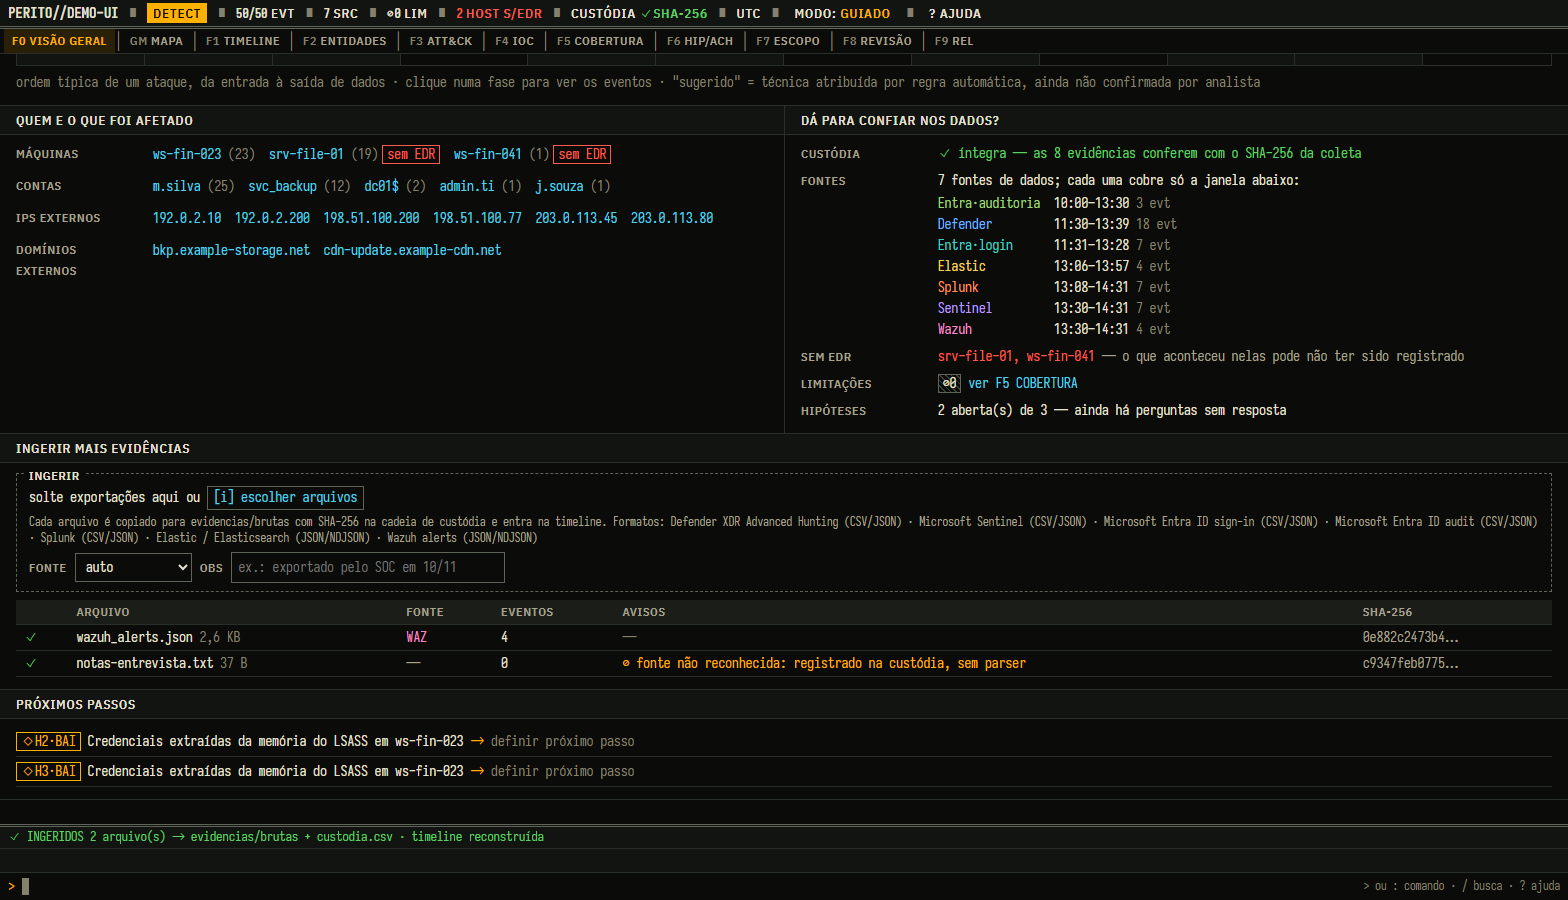 PERITO//DEMO-UI DETECT 50/50 EVT 7 SRC ⊘0 LIM 2 HOST S/EDR CUSTÓDIA ✓SHA-256 UTC MODO: GUIADO ? AJUDA
F0 VISÃO GERAL GM MAPA F1 TIMELINE F2 ENTIDADES F3 ATT&CK F4 IOC F5 COBERTURA F6 HIP/ACH F7 ESCOPO F8 REVISÃO F9 REL
ordem típica de um ataque, da entrada à saída de dados · clique numa fase para ver os eventos · "sugerido" = técnica atribuída por regra automática, ainda não confirmada por analista
QUEM E O QUE FOI AFETADO
MÁQUINAS ws-fin-023 (23) srv-file-01 (19) sem EDR ws-fin-041 (1) sem EDR
CONTAS m.silva (25) svc_backup (12) dc01$ (2) admin.ti (1) j.souza (1)
IPS EXTERNOS 192.0.2.10 192.0.2.200 198.51.100.200 198.51.100.77 203.0.113.45 203.0.113.80
DOMÍNIOS EXTERNOS bkp.example-storage.net cdn-update.example-cdn.net
DÁ PARA CONFIAR NOS DADOS?
CUSTÓDIA ✓ íntegra — as 8 evidências conferem com o SHA-256 da coleta
FONTES 7 fontes de dados; cada uma cobre só a janela abaixo:
Entra·auditoria 10:00–13:30 3 evt
Defender 11:30–13:39 18 evt
Entra·login 11:31–13:28 7 evt
Elastic 13:06–13:57 4 evt
Splunk 13:08–14:31 7 evt
Sentinel 13:30–14:31 7 evt
Wazuh 13:30–14:31 4 evt
SEM EDR srv-file-01, ws-fin-041 — o que aconteceu nelas pode não ter sido registrado
LIMITAÇÕES ⊘0 ver F5 COBERTURA
HIPÓTESES 2 aberta(s) de 3 — ainda há perguntas sem resposta
INGERIR MAIS EVIDÊNCIAS
INGERIR
solte exportações aqui ou [i] escolher arquivos
Cada arquivo é copiado para evidencias/brutas com SHA-256 na cadeia de custódia e entra na timeline. Formatos: Defender XDR Advanced Hunting (CSV/JSON) · Microsoft Sentinel (CSV/JSON) · Microsoft Entra ID sign-in (CSV/JSON) · Microsoft Entra ID audit (CSV/JSON)
· Splunk (CSV/JSON) · Elastic / Elasticsearch (JSON/NDJSON) · Wazuh alerts (JSON/NDJSON)
FONTE auto OBS ex.: exportado pelo SOC em 10/11
ARQUIVO FONTE EVENTOS AVISOS SHA-256
✓ wazuh_alerts.json 2,6 KB WAZ 4 — 0e882c2473b4…
✓ notas-entrevista.txt 37 B — 0 ⊘ fonte não reconhecida: registrado na custódia, sem parser c9347feb0775…
PRÓXIMOS PASSOS
◇H2·BAI Credenciais extraídas da memória do LSASS em ws-fin-023 → definir próximo passo
◇H3·BAI Credenciais extraídas da memória do LSASS em ws-fin-023 → definir próximo passo
✓ INGERIDOS 2 arquivo(s) → evidencias/brutas + custodia.csv · timeline reconstruída
> > ou : comando · / busca · ? ajuda